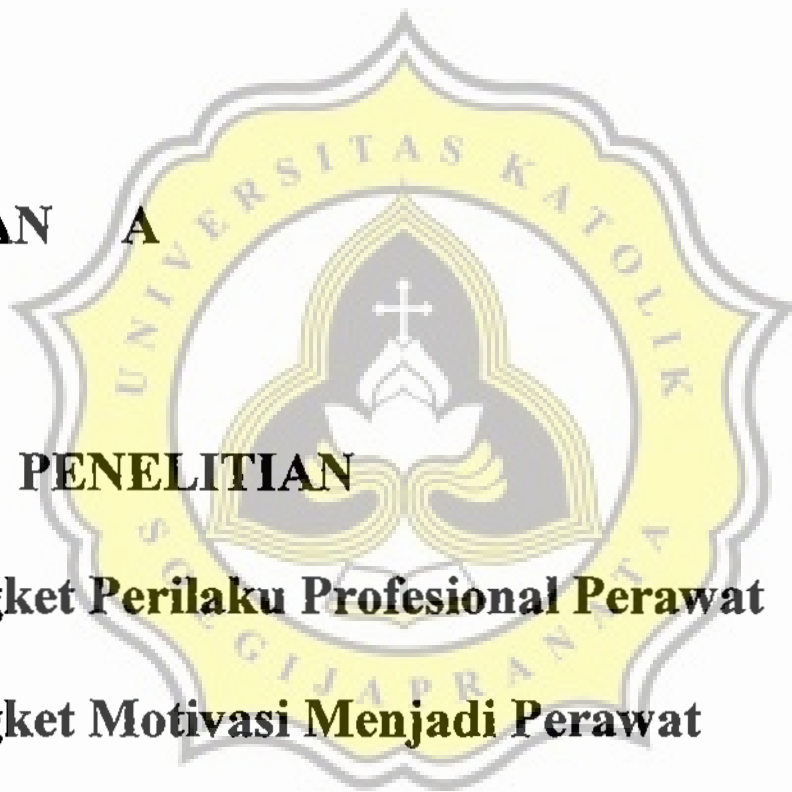 UNIVERSITAS KATOLIK
AN A
PENELITIAN
gket Perilaku Profesional Perawat
gket Motivasi Menjadi Perawat
SOEGIJAPRANATA